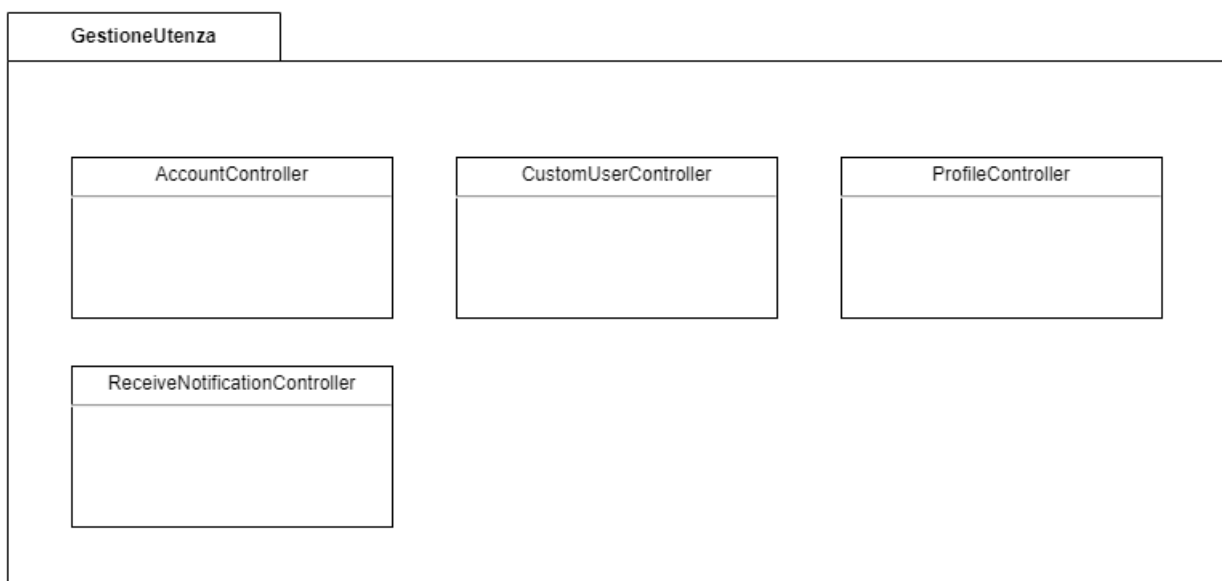 GestioneUtenza
AccountController
CustomUserController
ProfileController
ReceiveNotificationController